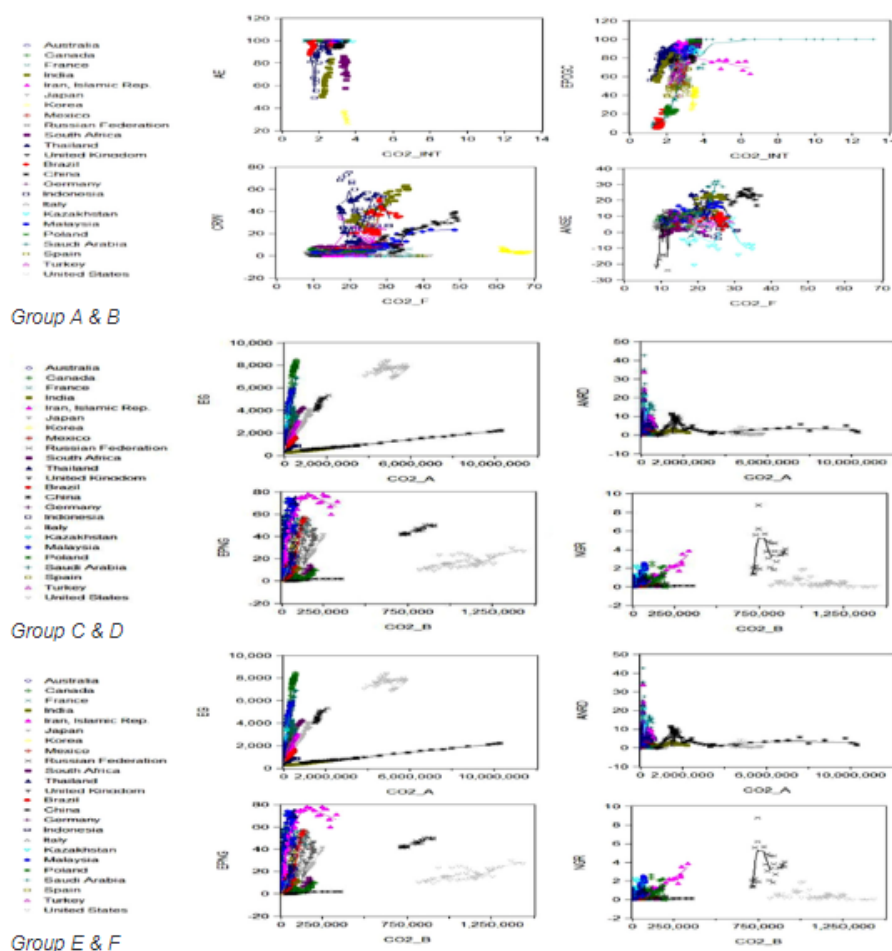 Australia
Canada
France
India
Iran, Islamic Rep.
Japan
Korea
Mexico
Russian Federation
South Africa
Thailand
United Kingdom
Brazil
China
Germany
Indonesia
Italy
Kazakhstan
Malaysia
Poland
Saudi Arabia
Spain
Turkey
United States
AE
120
100
80
60
40
20
0 2 4 6 8 10 12 14
CO2_INT
EPOGC
120
100
80
60
40
20
0
0 4 8 12 16
CO2_INT
CRW
80
60
40
20
0
-20
0 10 20 30 40 50 60 70
CO2_F
ANSE
40
30
20
10
0
-10
-20
-30
0 10 30 50 70
CO2_F
Group A & B
Australia
Canada
France
India
Iran, Islamic Rep.
Japan
Korea
Mexico
Russian Federation
South Africa
Thailand
United Kingdom
Brazil
China
Germany
Indonesia
Italy
Kazakhstan
Malaysia
Poland
Saudi Arabia
Spain
Turkey
United States
EG
10,000
8,000
6,000
4,000
2,000
0
0 2,000,000 6,000,000 10,000,000
CO2_A
ANRD
50
40
30
20
10
0
-10
0 2,000,000 6,000,000 10,000,000
CO2_A
EPNG
80
60
40
20
0
-20
0 250,000 750,000 1,250,000
CO2_B
NGR
10
8
6
4
2
0
-2
0 250,000 750,000 1,250,000
CO2_B
Group C & D
Australia
Canada
France
India
Iran, Islamic Rep.
Japan
Korea
Mexico
Russian Federation
South Africa
Thailand
United Kingdom
Brazil
China
Germany
Indonesia
Italy
Kazakhstan
Malaysia
Poland
Saudi Arabia
Spain
Turkey
United States
EG
10,000
8,000
6,000
4,000
2,000
0
0 2,000,000 6,000,000 10,000,000
CO2_A
ANRD
50
40
30
20
10
0
-10
0 2,000,000 6,000,000 10,000,000
CO2_A
EPNG
80
60
40
20
0
-20
0 250,000 750,000 1,250,000
CO2_B
NGR
10
8
6
4
2
0
-2
0 250,000 750,000 1,250,000
CO2_B
Group E & F